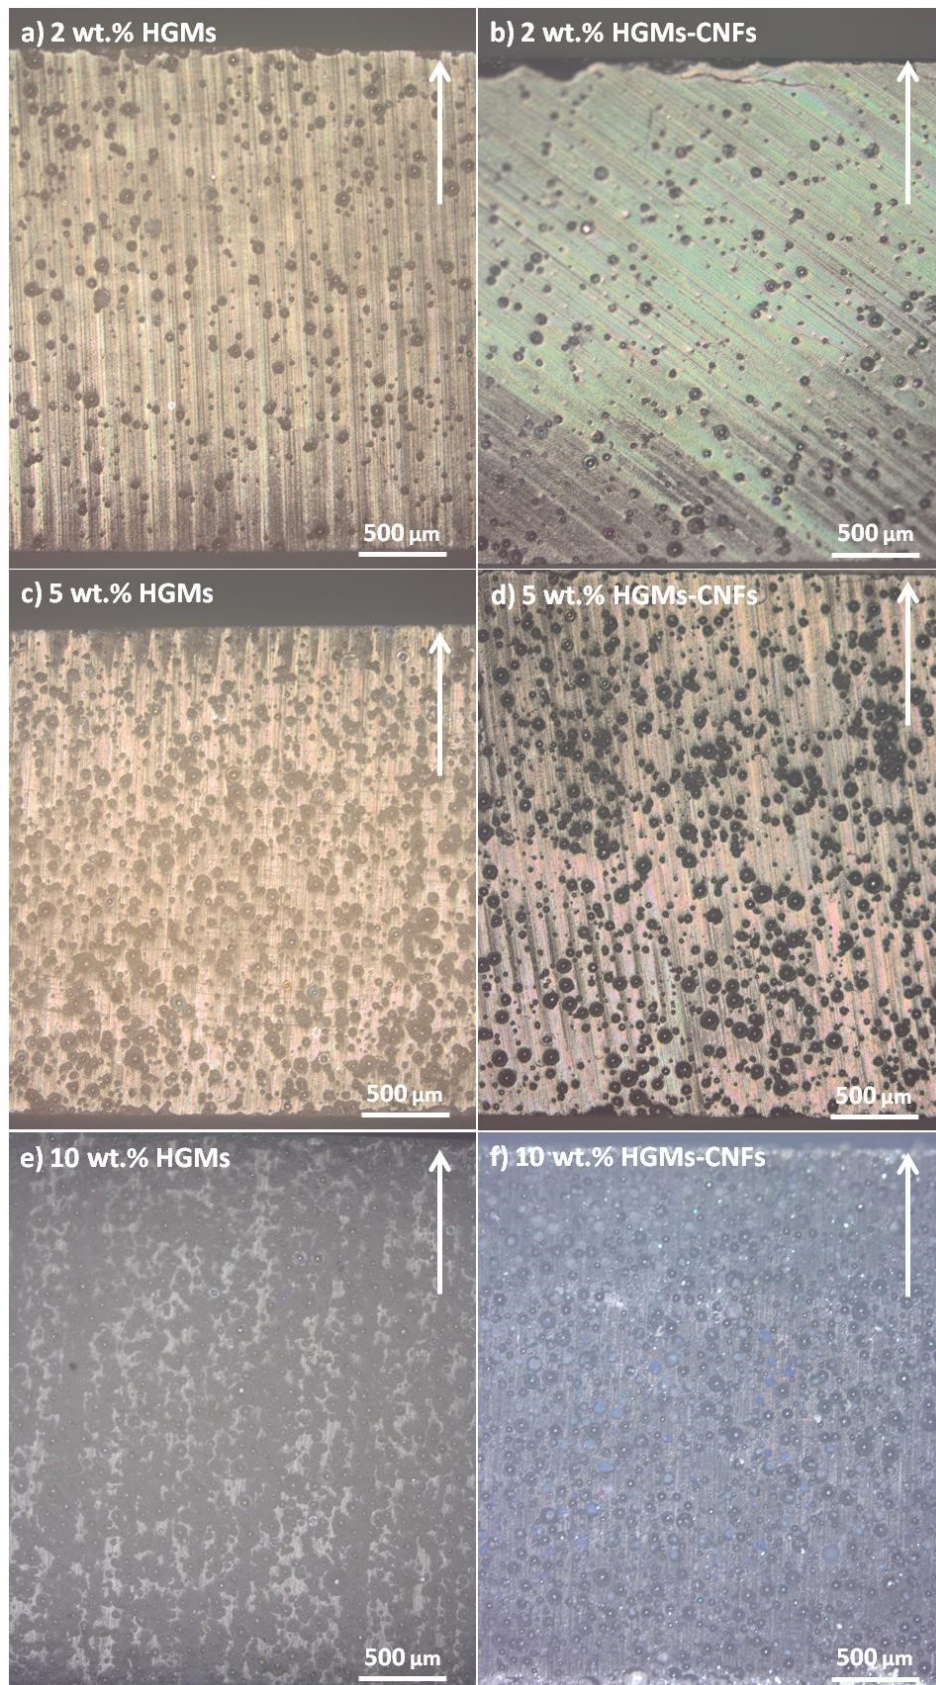 a) 2 wt.% HGMs
b) 2 wt.% HGMs-CNFs
500 µm
500 µm
c) 5 wt.% HGMs
d) 5 wt.% HGMs-CNFs
500 µm
500 µm
e) 10 wt.% HGMs
f) 10 wt.% HGMs-CNFs
500 µm
500 µm